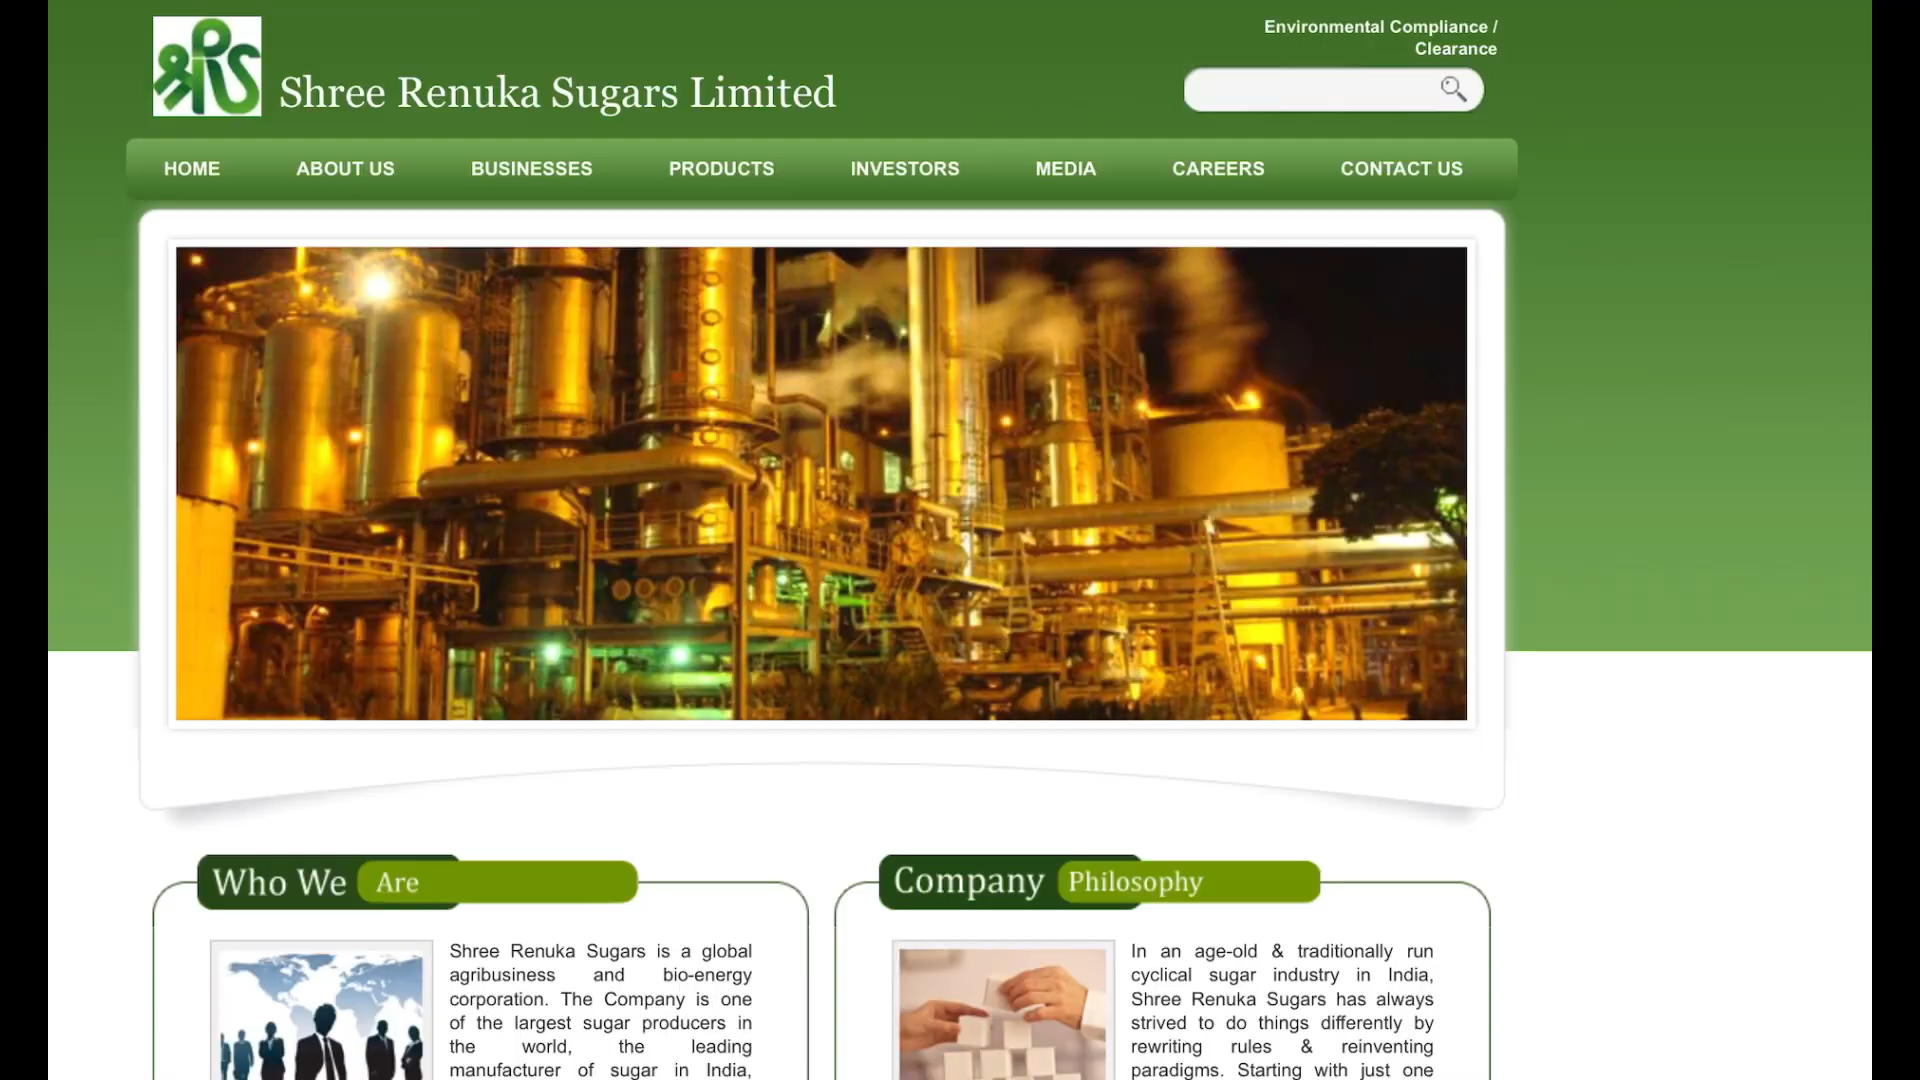 Environmental Compliance /
Clearance
Shree Renuka Sugars Limited
HOME ABOUT US BUSINESSES PRODUCTS INVESTORS MEDIA CAREERS CONTACT US
Who We Are
Shree Renuka Sugars is a global
agribusiness and bio-energy
corporation. The Company is one
of the largest sugar producers in
the world, the leading
manufacturer of sugar in India,
Company Philosophy
In an age-old & traditionally run
cyclical sugar industry in India,
Shree Renuka Sugars has always
strived to do things differently by
rewriting rules & reinventing
paradigms. Starting with just one